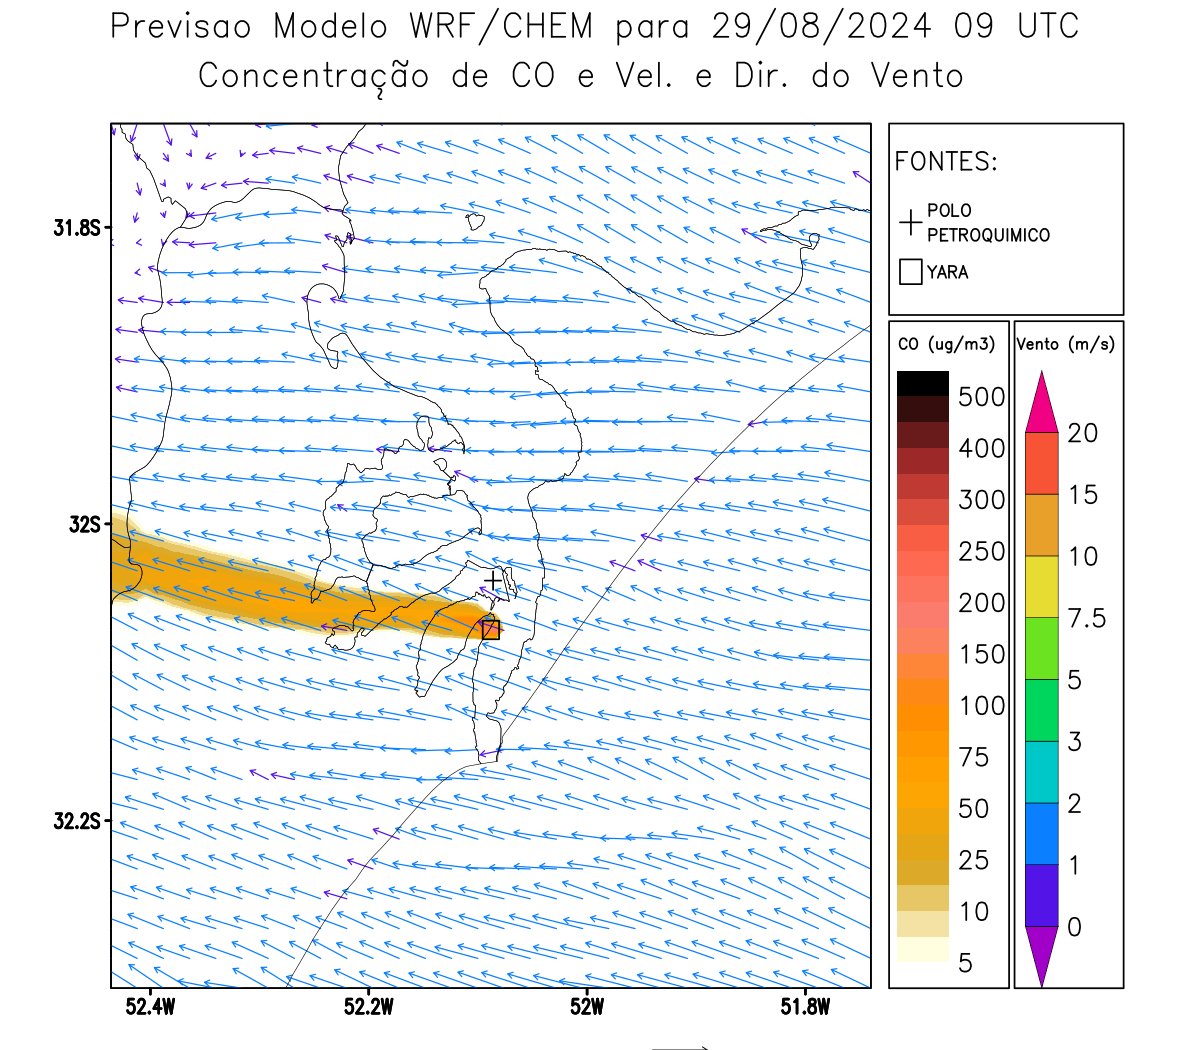 Previsao Modelo WRF/CHEM para 29/08/2024 09 UTC
Concentração de CO e Vel. e Dir. do Vento
FONTES:
POLO
PETROQUIMICO
YARA
CO (ug/m3)
500
400
300
250
200
150
100
75
50
25
10
5
Vento (m/s)
20
15
10
7.5
5
3
2
1
0
31.8S
32S
32.2S
52.4W
52.2W
52W
51.8W